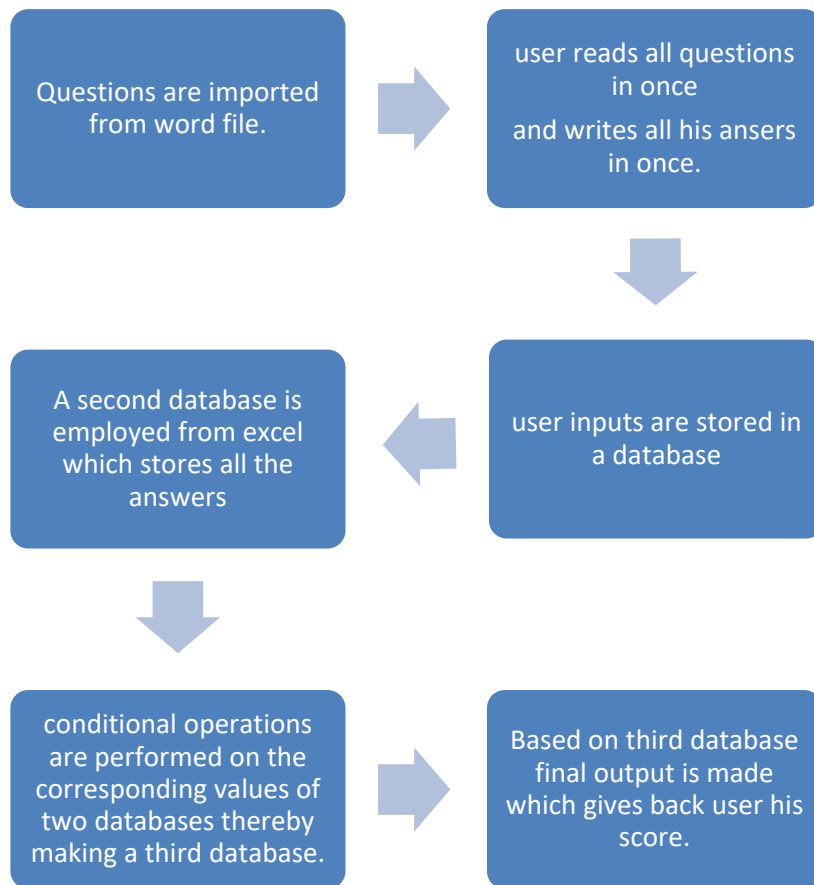 Questions are imported
from word file.
user reads all questions
in once
and writes all his ansers
in once.
user inputs are stored in
a database
A second database is
employed from excel
which stores all the
answers
conditional operations
are performed on the
corresponding values of
two databases thereby
making a third database.
Based on third database
final output is made
which gives back user his
score.